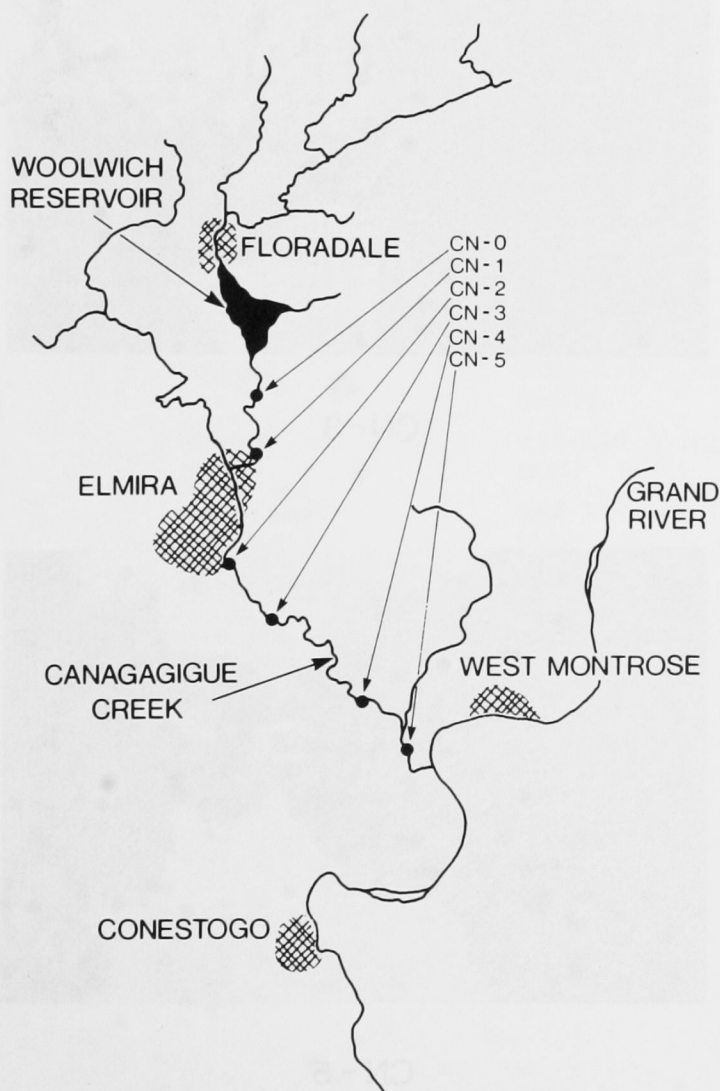 WOOLWICH
RESERVOIR
FLORADALE
CN-0
CN-1
CN-2
CN-3
CN-4
CN-5
ELMIRA
GRAND
RIVER
CANAGAGIGUE
CREEK
WEST MONTROSE
CONESTOGO